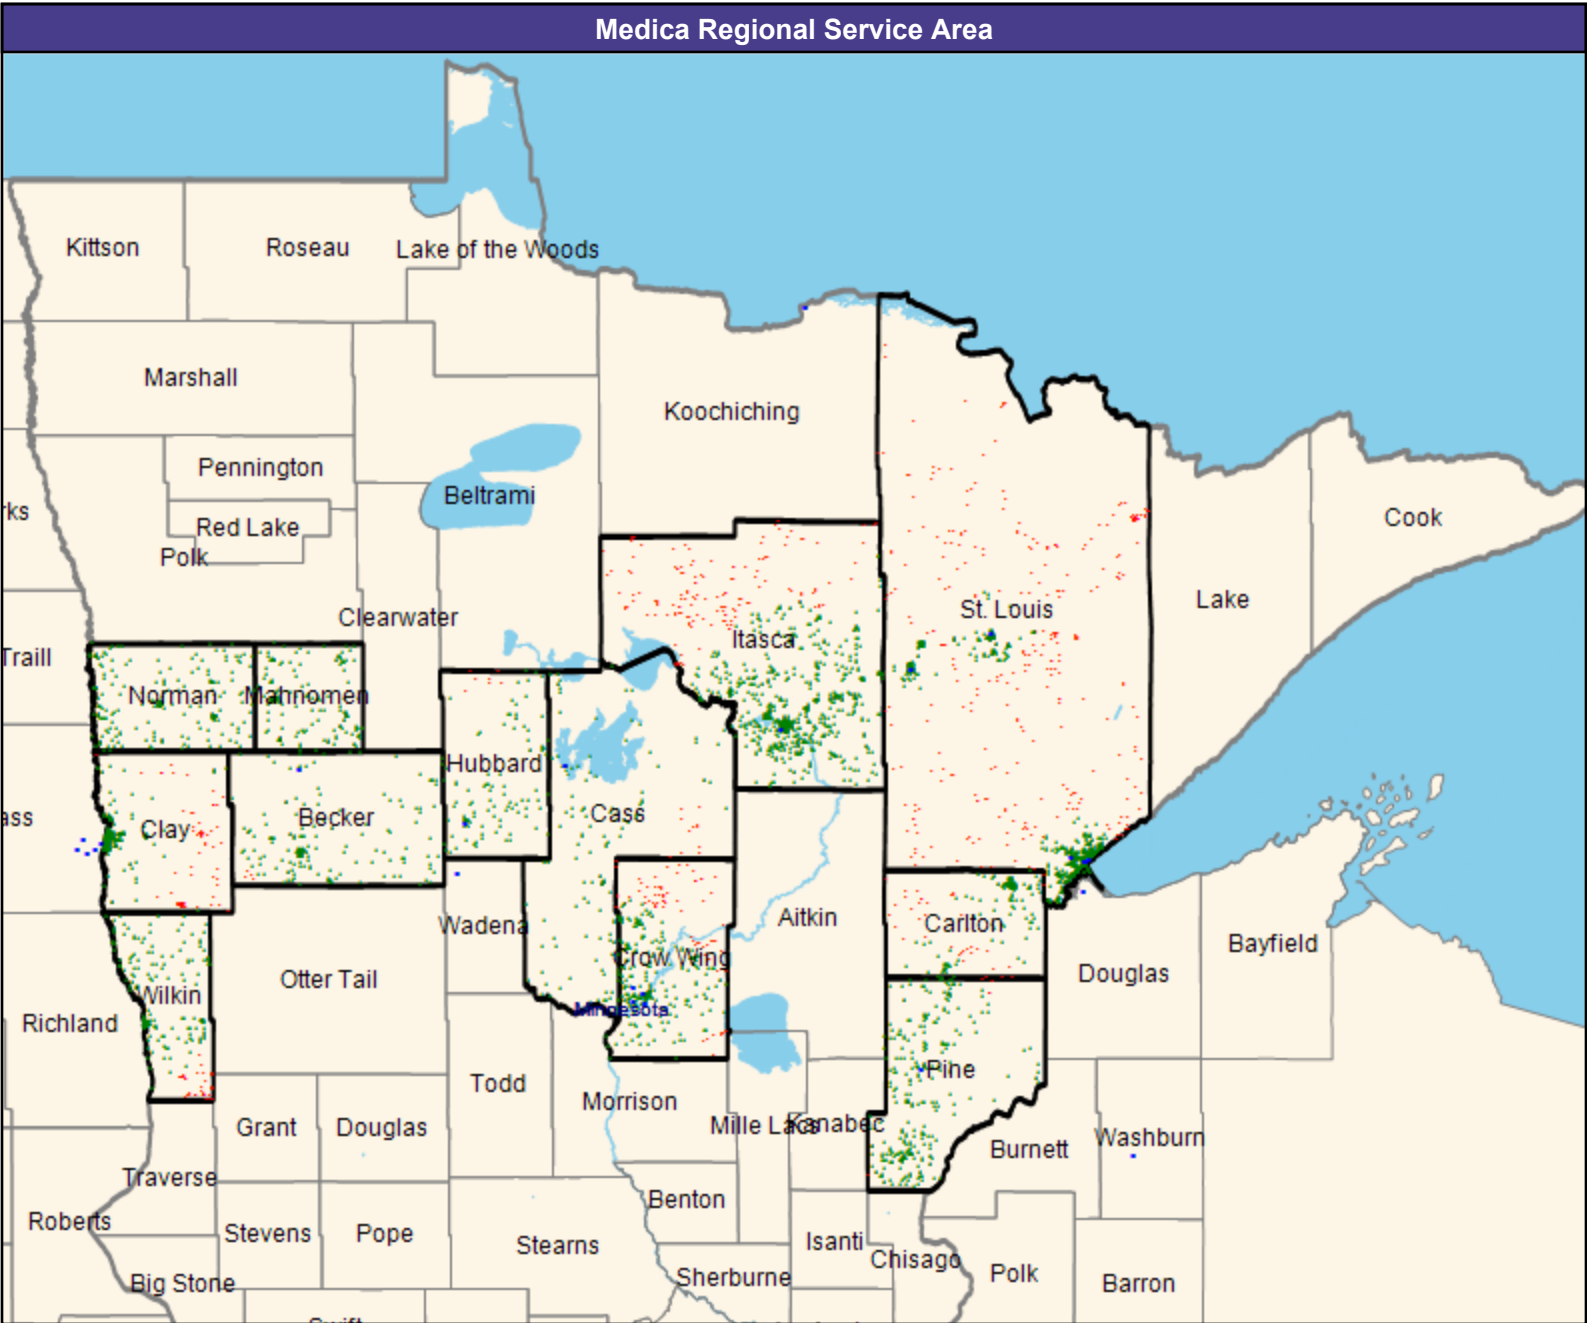 Medica Regional Service Area
Kittson
Roseau
Lake of the Woods
Marshall
Koochiching
Pennington
Beltrami
rks
Red Lake
Cook
Polk
Lake
St. Louis
Clearwater
Itasca
Traill
Norman
Mahnomen
Hubbard
Cass
ass
Clay
Becker
Aitkin
Carlton
Wadena
Bayfield
Crow Wing
Douglas
Otter Tail
Wilkin
Minnesota
Richland
Pine
Todd
Morrison
Mille Lacs
Kanabec
Grant
Douglas
Washburn
Burnett
Traverse
Benton
Roberts
Stevens
Pope
Isanti
Stearns
Chisago
Sherburne
Polk
Big Stone
Barron